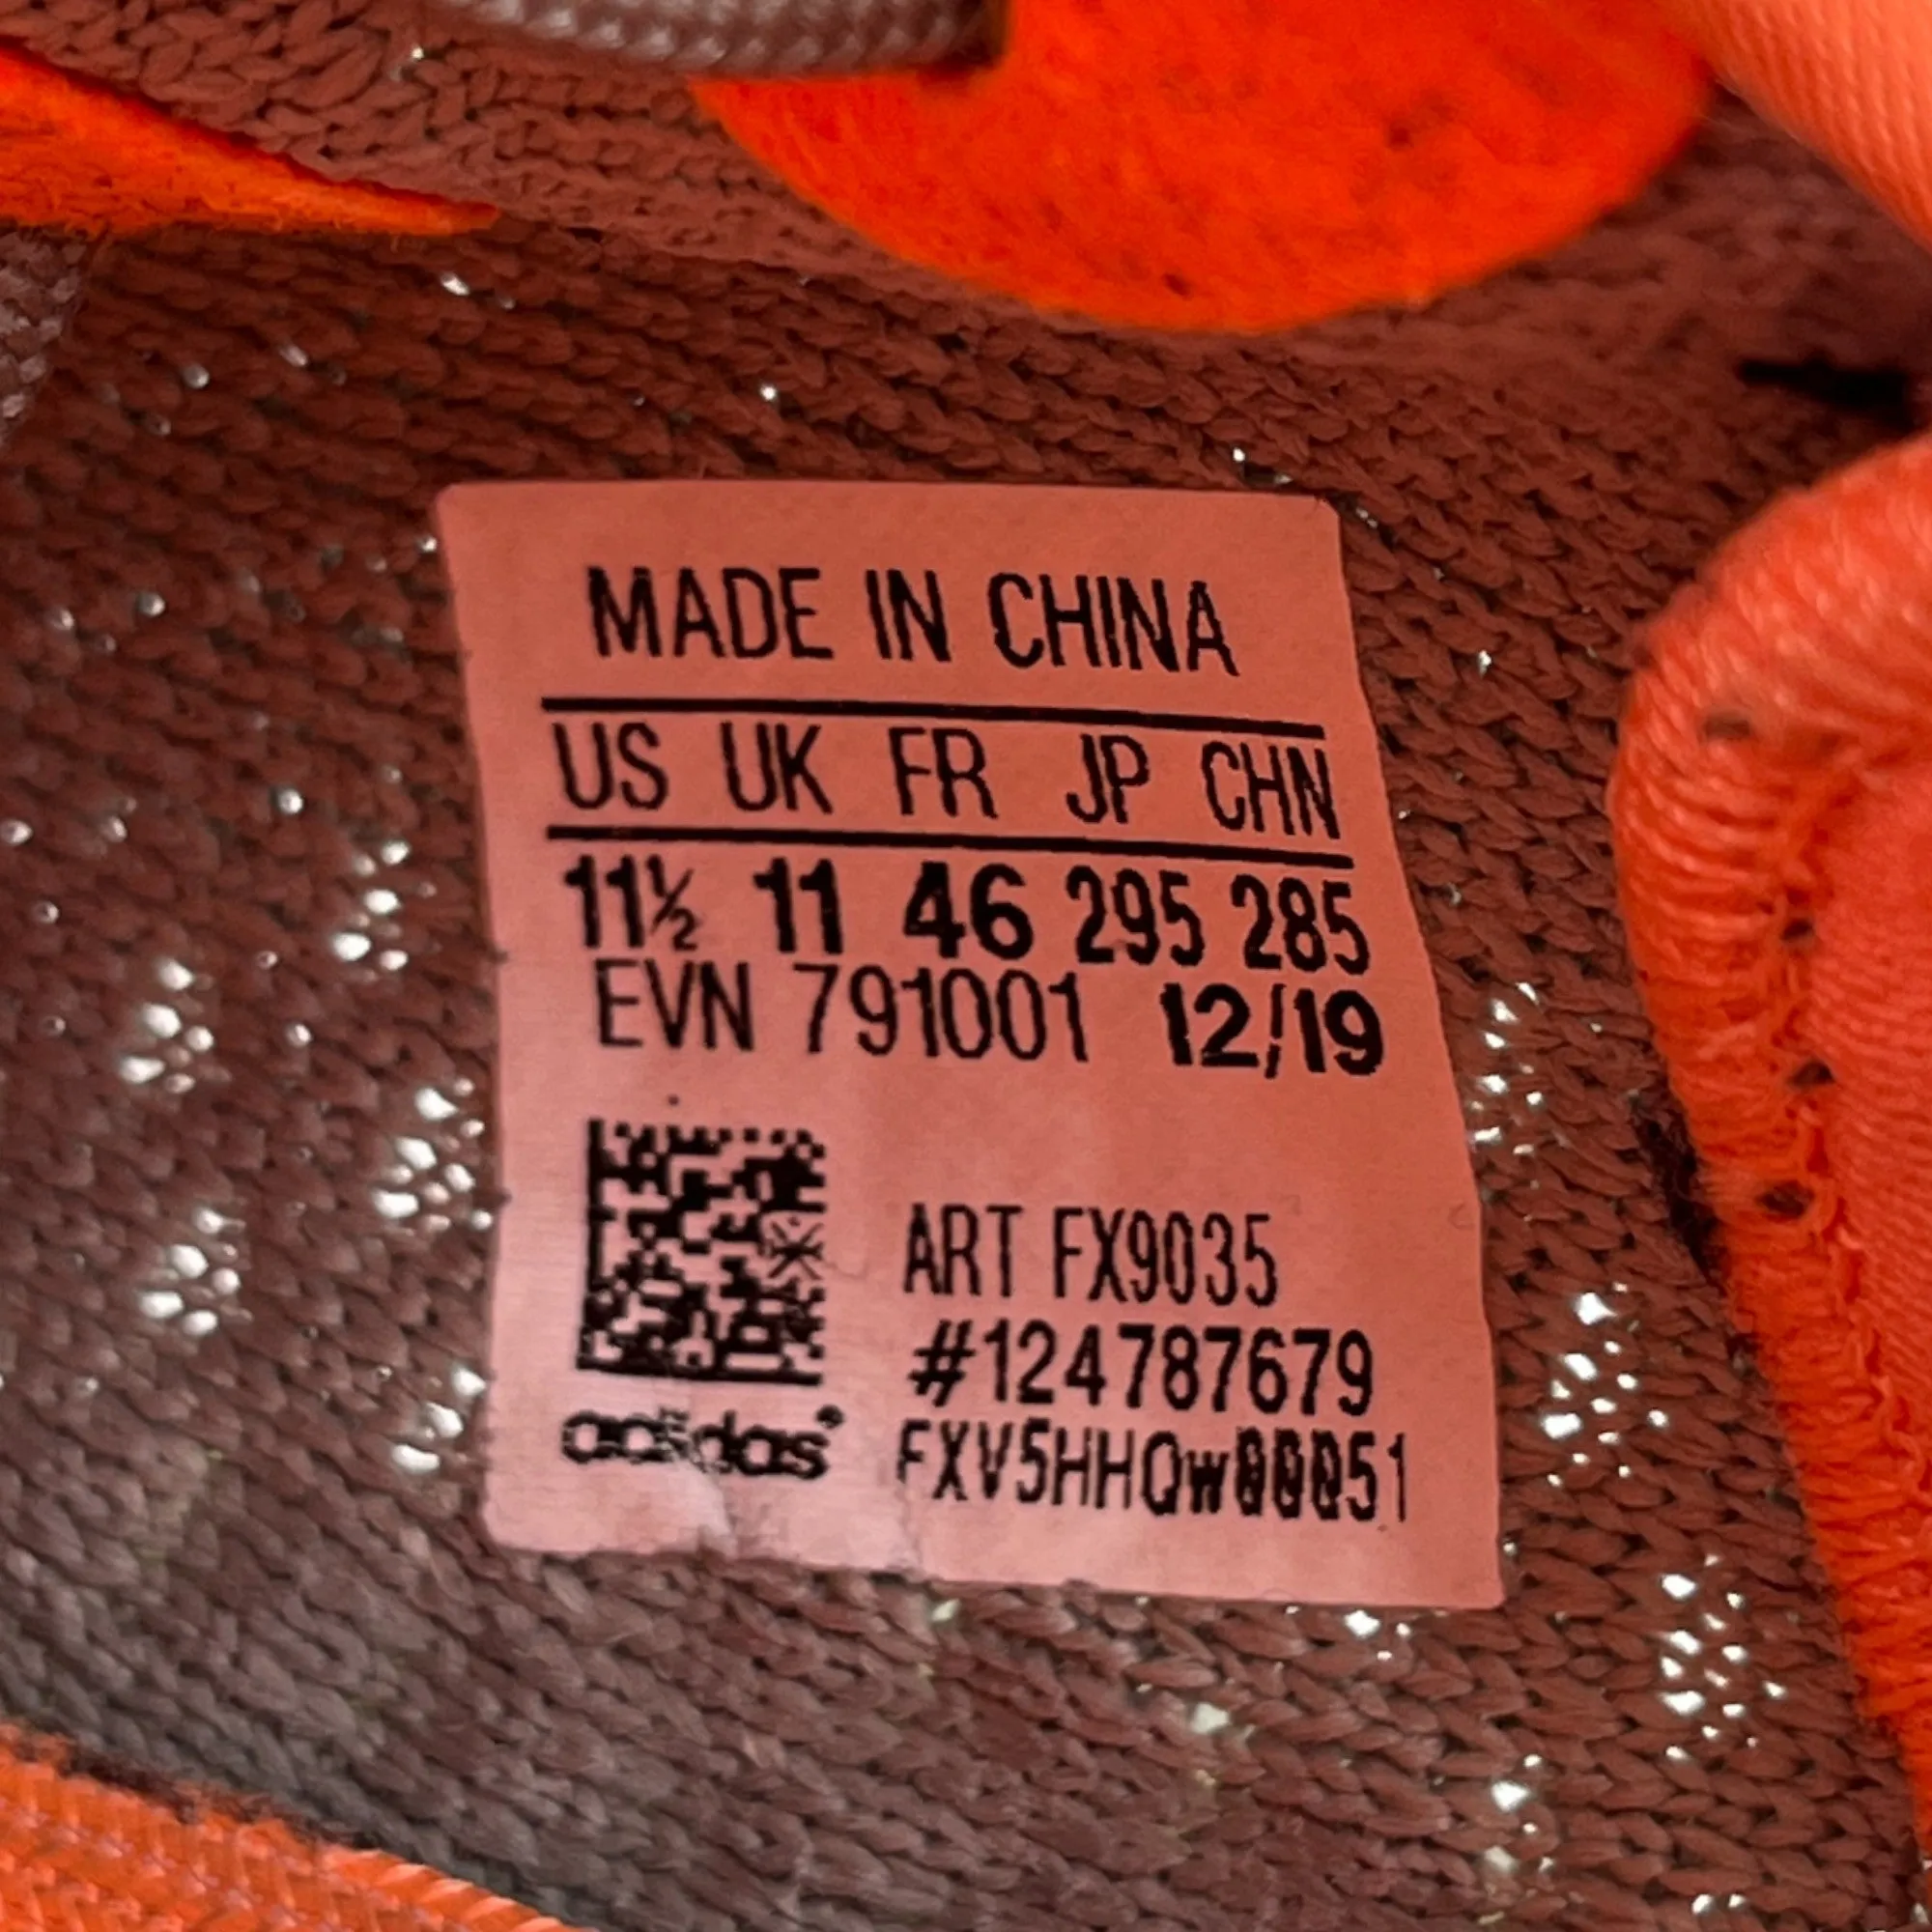 MADE IN CHINA
US UK FR JP CHN
11½ 11 46 295 285
EVN 791001 12/19
ART FX9035
#124787679
adidas® FXV5HHQw00051